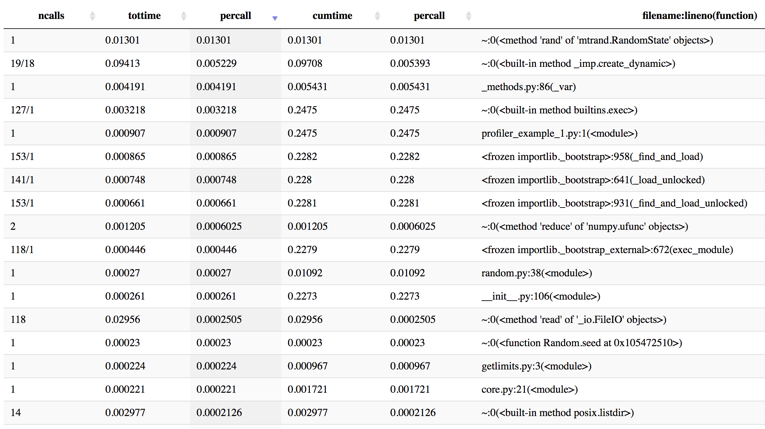 ncalls tottime percall cumtime percall filename:lineno(function)
1 0.01301 0.01301 0.01301 0.01301 ~:0(<method 'rand' of 'mtrand.RandomState' objects>)
19/18 0.09413 0.005229 0.09708 0.005393 ~:0(<built-in method _imp.create_dynamic>)
1 0.004191 0.004191 0.005431 0.005431 _methods.py:86(_var)
127/1 0.003218 0.003218 0.2475 0.2475 ~:0(<built-in method builtins.exec>)
1 0.000907 0.000907 0.2475 0.2475 profiler_example_1.py:1(<module>)
153/1 0.000865 0.000865 0.2282 0.2282 <frozen importlib._bootstrap>:958(_find_and_load)
141/1 0.000748 0.000748 0.228 0.228 <frozen importlib._bootstrap>:641(_load_unlocked)
153/1 0.000661 0.000661 0.2281 0.2281 <frozen importlib._bootstrap>:931(_find_and_load_unlocked)
2 0.001205 0.0006025 0.001205 0.0006025 ~:0(<method 'reduce' of 'numpy.ufunc' objects>)
118/1 0.000446 0.000446 0.2279 0.2279 <frozen importlib._bootstrap_external>:672(exec_module)
1 0.00027 0.00027 0.01092 0.01092 random.py:38(<module>)
1 0.000261 0.000261 0.2273 0.2273 __init__.py:106(<module>)
118 0.02956 0.0002505 0.02956 0.0002505 ~:0(<method 'read' of '_io.FileIO' objects>)
1 0.00023 0.00023 0.00023 0.00023 ~:0(<function Random.seed at 0x105472510>)
1 0.000224 0.000224 0.000967 0.000967 getlimits.py:3(<module>)
1 0.000221 0.000221 0.001721 0.001721 core.py:21(<module>)
14 0.002977 0.0002126 0.002977 0.0002126 ~:0(<built-in method posix.listdir>)